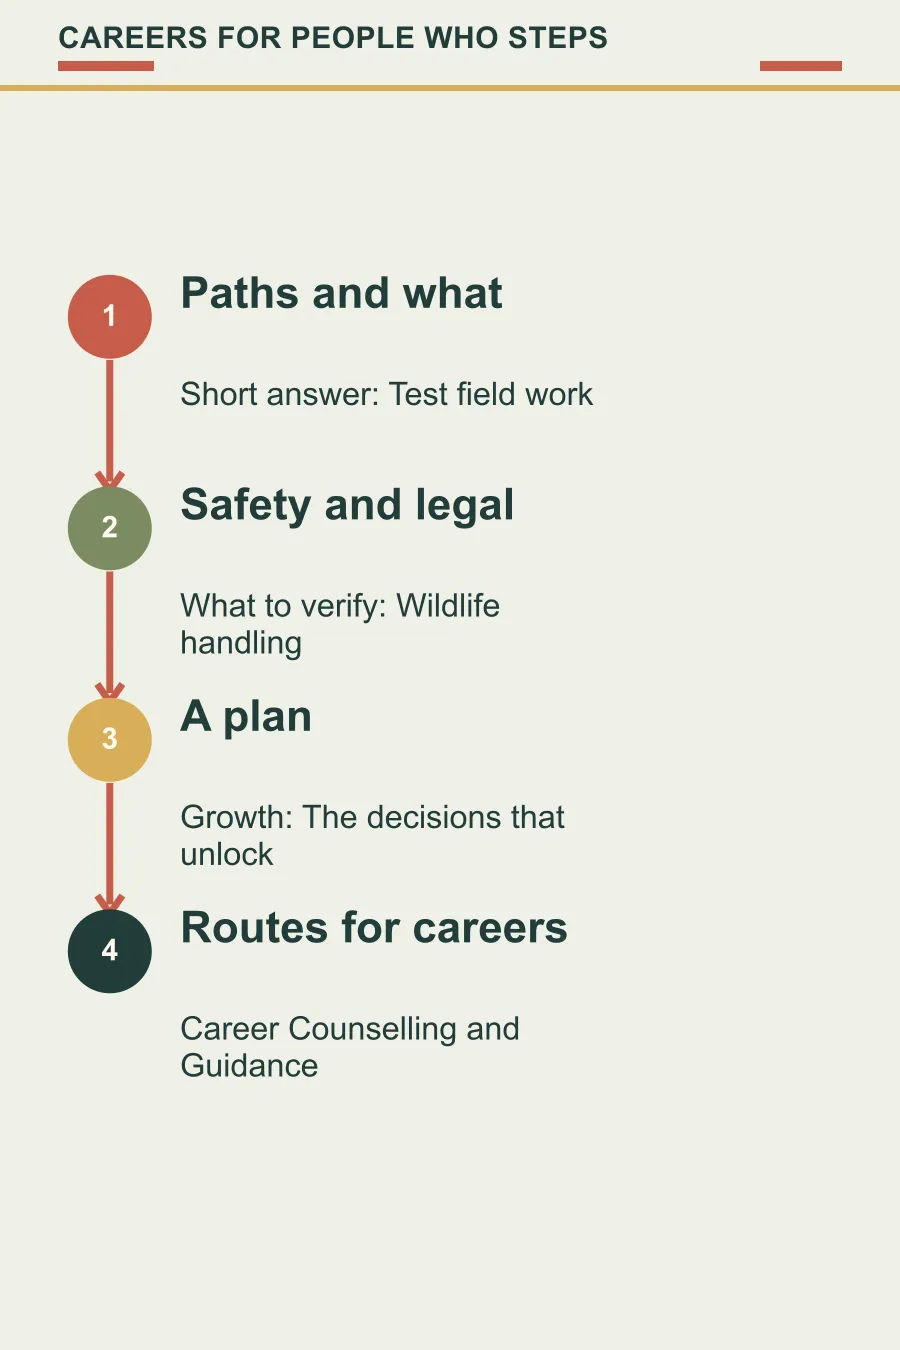 CAREERS FOR PEOPLE WHO STEPS
1
Paths and what
Short answer: Test field work
2
Safety and legal
What to verify: Wildlife
handling
3
A plan
Growth: The decisions that
unlock
4
Routes for careers
Career Counselling and
Guidance